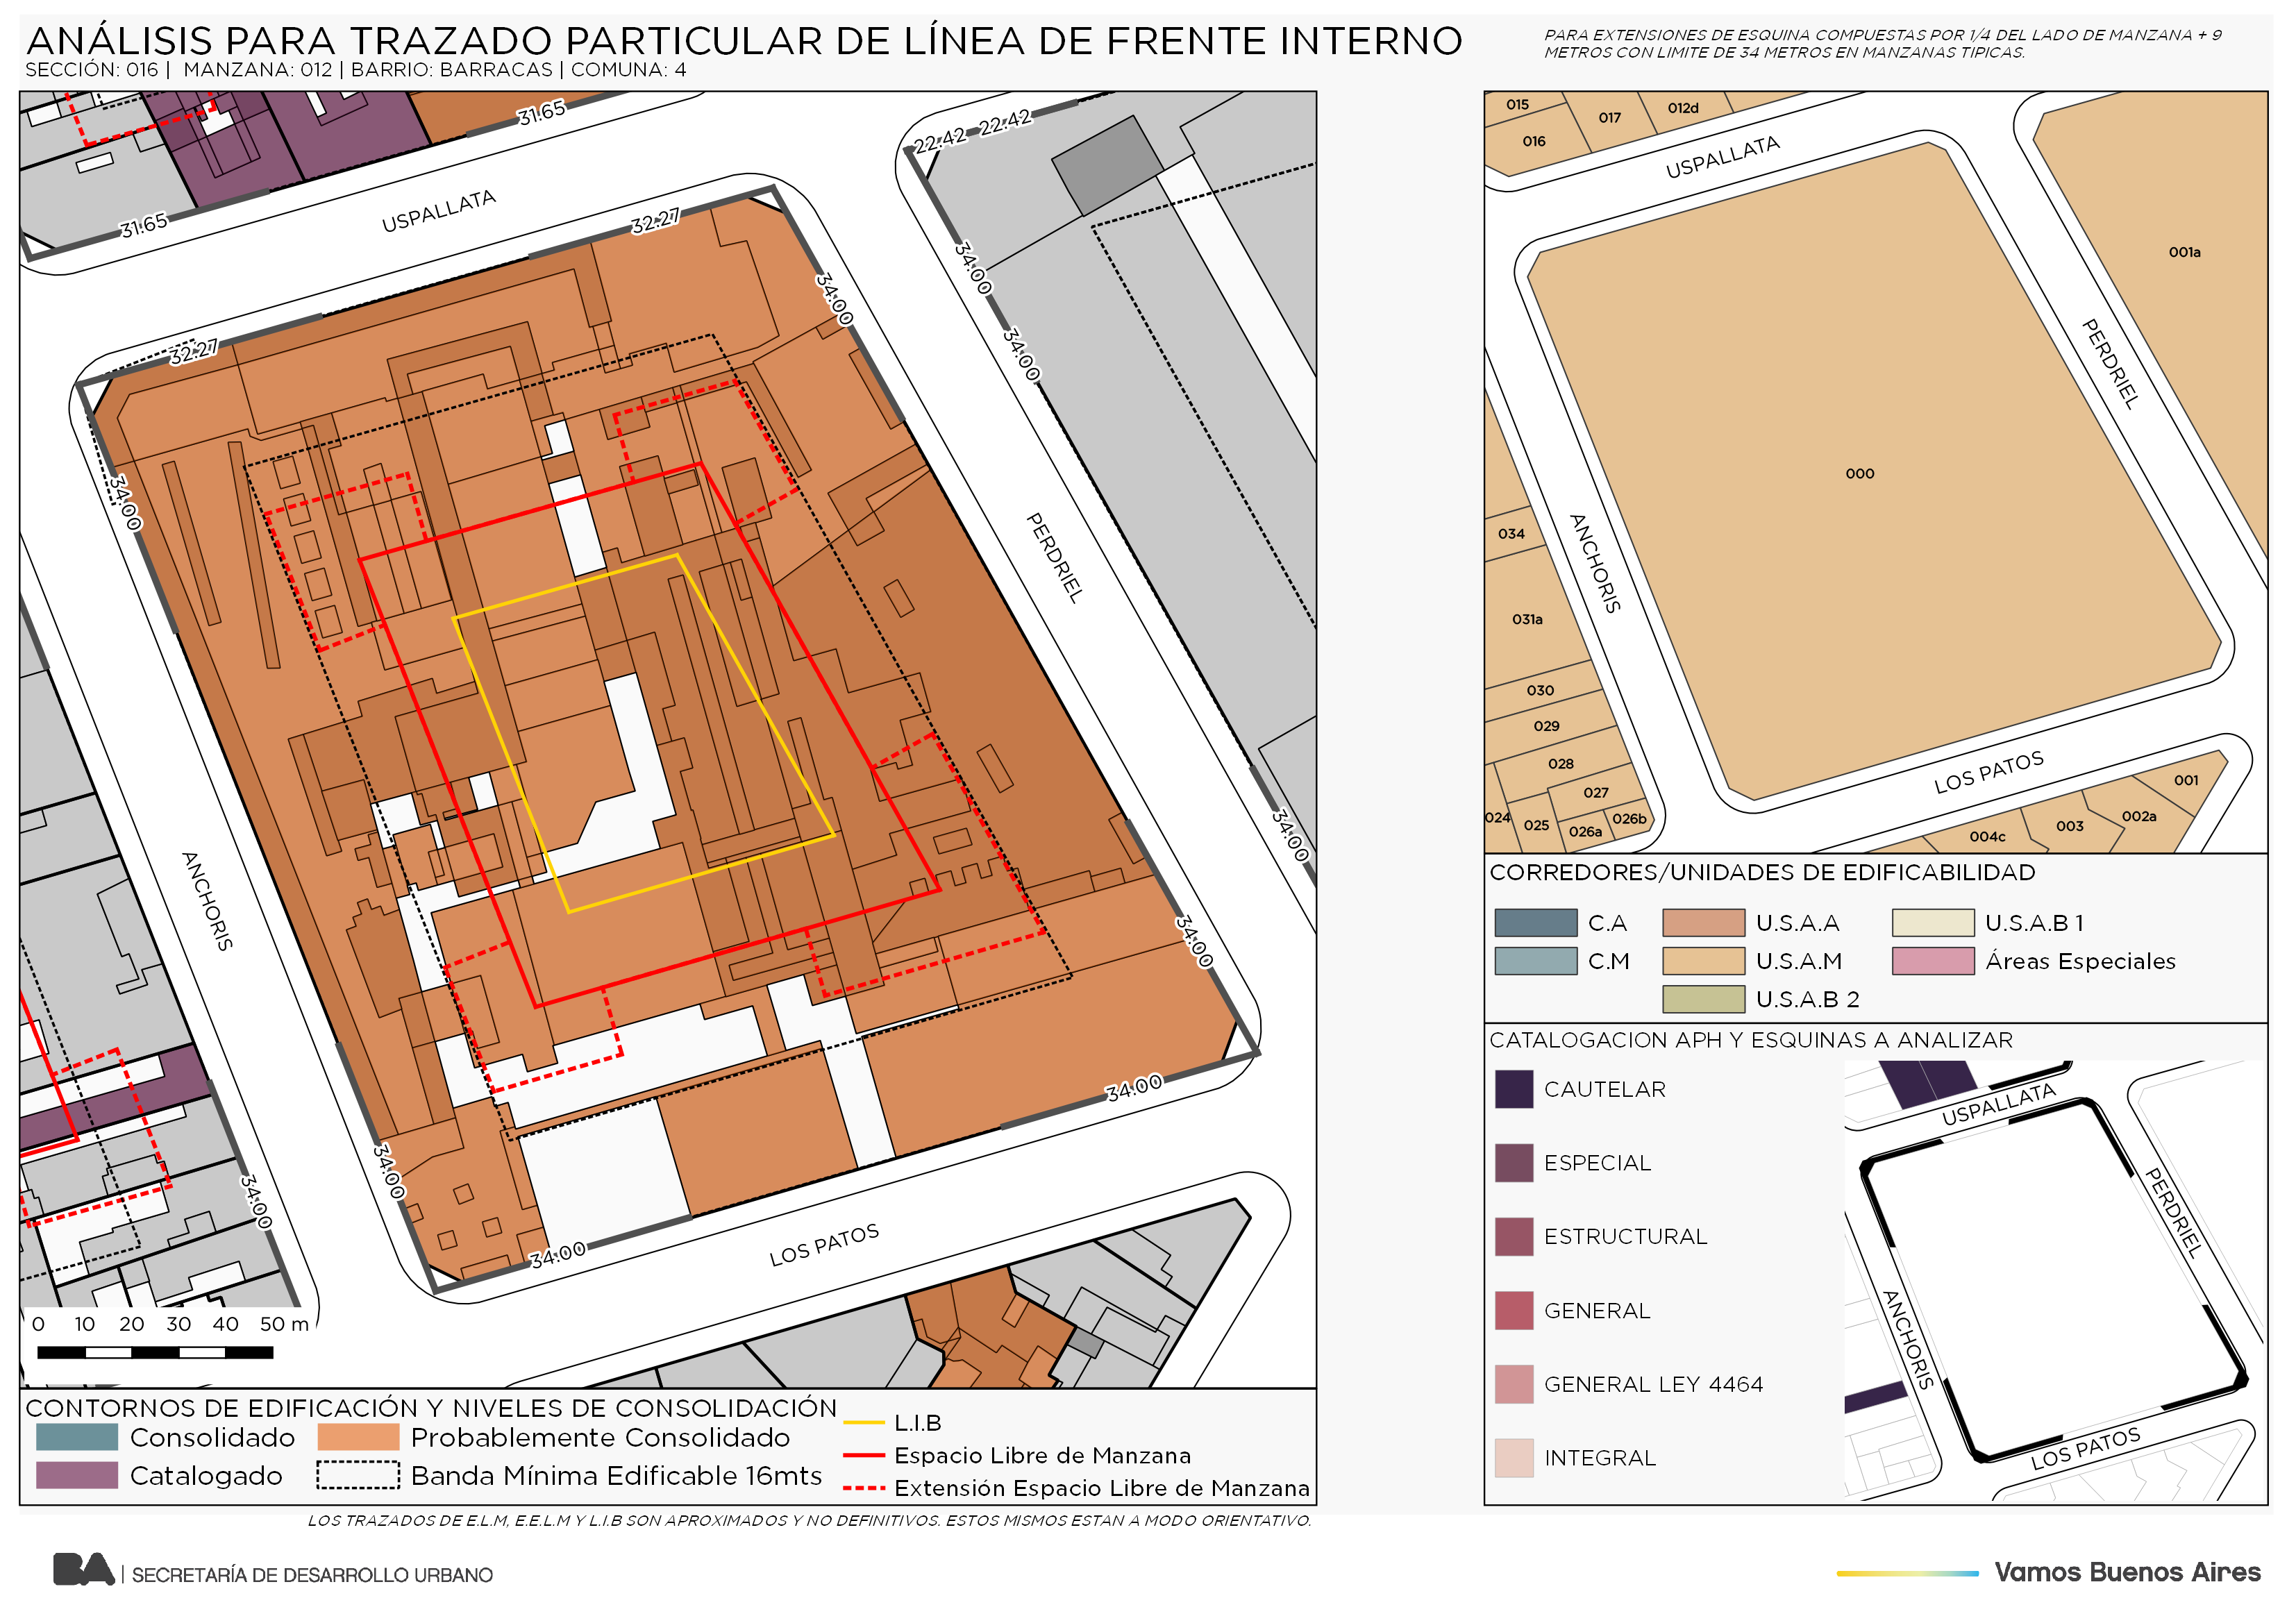 ANÁLISIS PARA TRAZADO PARTICULAR DE LÍNEA DE FRENTE INTERNO
SECCIÓN: 016 | MANZANA: 012 | BARRIO: BARRACAS | COMUNA: 4
PARA EXTENSIONES DE ESQUINA COMPUESTAS POR 1/4 DEL LADO DE MANZANA + 9
METROS CON LIMITE DE 34 METROS EN MANZANAS TIPICAS.
31.65
31.65
22.42
22.42
USPALLATA
32.27
32.27
34.00
34.00
34.00
34.00
PERDRIEL
ANCHORIS
34.00
34.00
34.00
34.00
34.00
34.00
LOS PATOS
0 10 20 30 40 50 m
CONTORNOS DE EDIFICACIÓN Y NIVELES DE CONSOLIDACIÓN
Consolidado
Probablemente Consolidado
Catalogado
Banda Mínima Edificable 16mts
L.I.B
Espacio Libre de Manzana
Extensión Espacio Libre de Manzana
LOS TRAZADOS DE E.L.M, E.E.L.M Y L.I.B SON APROXIMADOS Y NO DEFINITIVOS. ESTOS MISMOS ESTAN A MODO ORIENTATIVO.
015
016
017
012d
USPALLATA
001a
000
PERDRIEL
ANCHORIS
034
031a
030
029
028
027
026b
026a
025
024
LOS PATOS
001
002a
003
004c
CORREDORES/UNIDADES DE EDIFICABILIDAD
C.A
U.S.A.A
U.S.A.B 1
C.M
U.S.A.M
Áreas Especiales
U.S.A.B 2
CATALOGACION APH Y ESQUINAS A ANALIZAR
CAUTELAR
ESPECIAL
ESTRUCTURAL
GENERAL
GENERAL LEY 4464
INTEGRAL
USPALLATA
PERDRIEL
ANCHORIS
LOS PATOS
BA | SECRETARÍA DE DESARROLLO URBANO
Vamos Buenos Aires